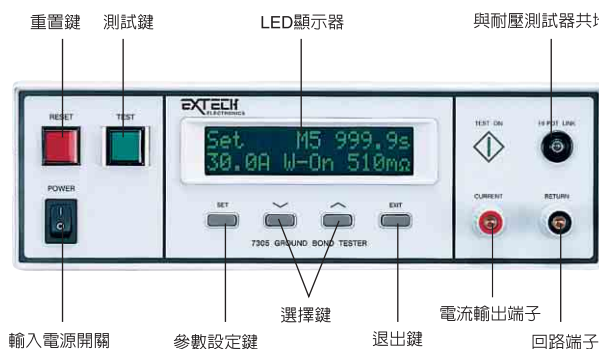 重置鍵
測試鍵
LED顯示器
與耐壓測試器共
EXTECH
ELECTRONICS
RESET
TEST
Set M5 999.9s
30.0A W-On 510mΩ
TEST ON
HI-POT LINK
POWER
SET
EXIT
CURRENT
RETURN
7305 GROUND BOND TESTER
選擇鍵
電流輸出端子
輸入電源開關
參數設定鍵
退出鍵
回路端子